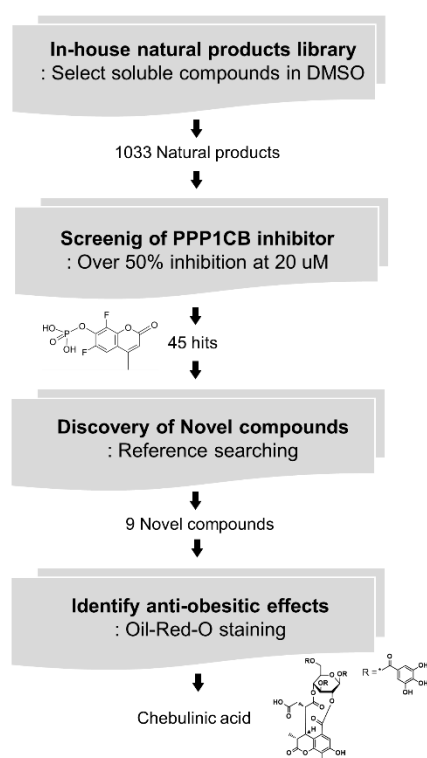 In-house natural products library
: Select soluble compounds in DMSO
1033 Natural products
Screenig of PPP1CB inhibitor
: Over 50% inhibition at 20 uM
HO
O
P
O
OH
F
F
O
O
45 hits
Discovery of Novel compounds
: Reference searching
9 Novel compounds
Identify anti-obesitic effects
: Oil-Red-O staining
Chebulinic acid
RO
O
R
OR
O
O
O
HO
O
O
O
H
O
O
OH
R =
O
OH
OH
OH